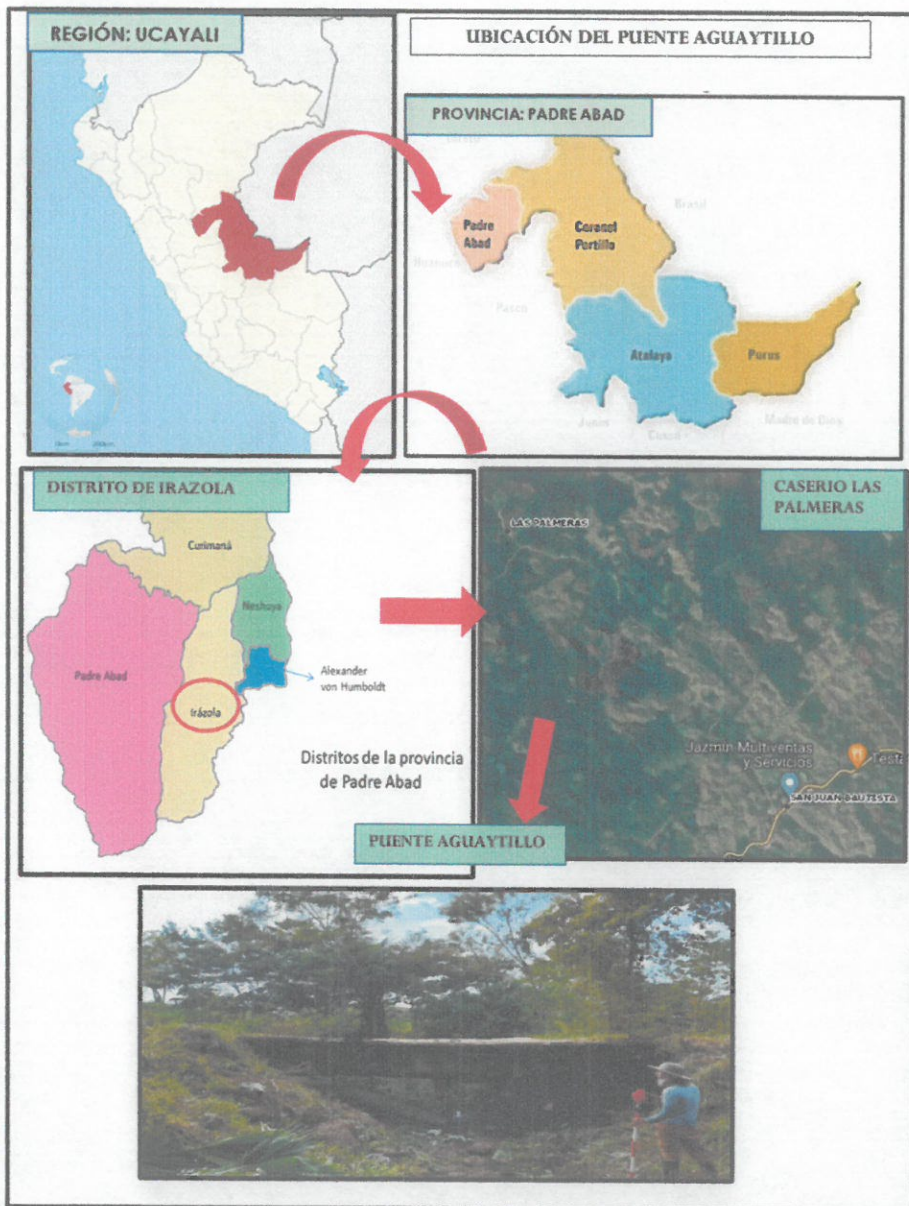 REGIÓN: UCAYALI
UBICACIÓN DEL PUENTE AGUAYTILLO
PROVINCIA: PADRE ABAD
Brasil
Padre
Abad
Coronel
Portillo
Pasco
Atalaya
Purus
Madre de Dios
Cusco
DISTRITO DE IRAZOLA
Curimaná
Neshuya
Padre Abad
Alexander
von Humboldt
Irázola
Distritos de la provincia
de Padre Abad
CASERIO LAS
PALMERAS
LAS PALMERAS
Jazmin Multiventas
y Servicios
Testa
SAN JUAN BAUTESTA
PUENTE AGUAYTILLO